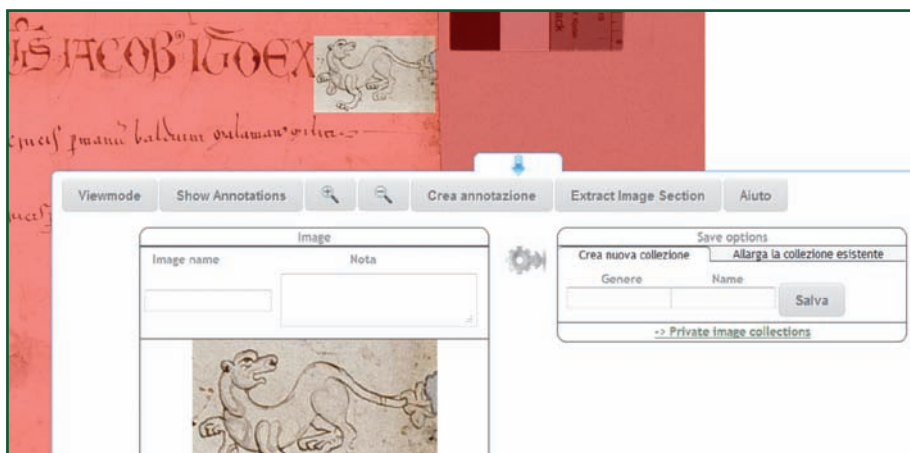 JACOB
Viewmode
Show Annotations
Crea annotazione
Extract Image Section
Aiuto
Image
Image name
Nota
Save options
Crea nuova collezione
Allarga la collezione esistente
Genere
Name
Salva
-> Private image collections